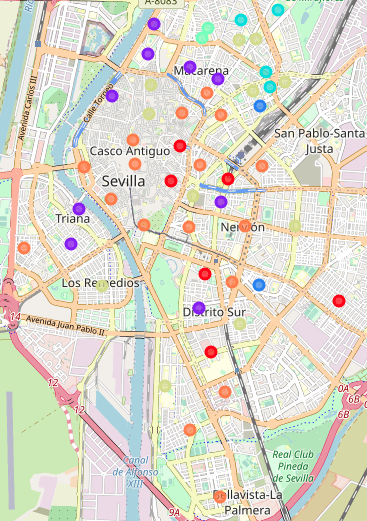 A-8083
Macarena
Calle Torneo
Avenida Carlos III
San Pablo-Santa
Justa
Casco Antiguo
Sevilla
Triana
Nervión
Los Remedios
Distrito Sur
14
Avenida Juan Pablo II
12
12
0A
6B
6B
Real Club
Pineda
de Sevilla
Canal
de Alfonso
XIII
Bellavista-La
Palmera
9A